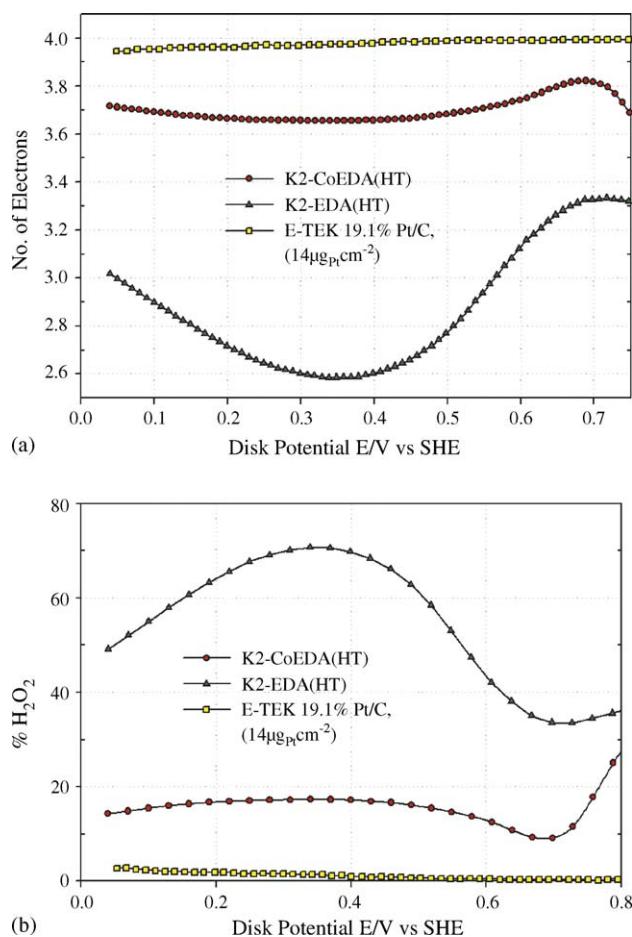 4.0
3.8
3.6
3.4
3.2
3.0
2.8
2.6
No. of Electrons
K2-CoEDA(HT)
K2-EDA(HT)
E-TEK 19.1% Pt/C,
(14μg_Pt cm⁻²)
0.0 0.1 0.2 0.3 0.4 0.5 0.6 0.7
(a) Disk Potential E/V vs SHE
80
60
40
20
0
% H₂O₂
K2-CoEDA(HT)
K2-EDA(HT)
E-TEK 19.1% Pt/C,
(14μg_Pt cm⁻²)
0.2 0.4 0.6 0.8
(b) Disk Potential E/V vs SHE